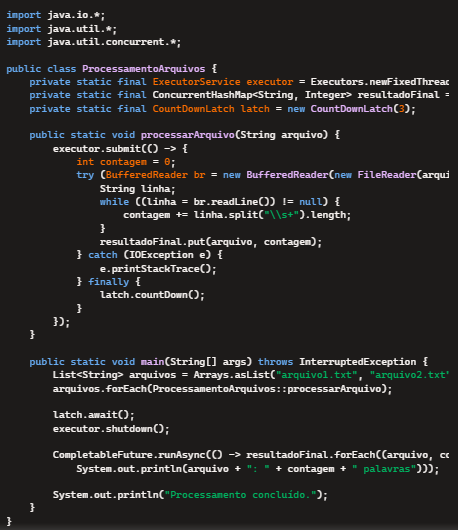 import java.io.*;
import java.util.*;
import java.util.concurrent.*;

public class ProcessamentoArquivos {
    private static final ExecutorService executor = Executors.newFixedThread
    private static final ConcurrentHashMap<String, Integer> resultadoFinal =
    private static final CountDownLatch latch = new CountDownLatch(3);

    public static void processarArquivo(String arquivo) {
        executor.submit(() -> {
            int contagem = 0;
            try (BufferedReader br = new BufferedReader(new FileReader(arqui
                String linha;
                while ((linha = br.readLine()) != null) {
                    contagem += linha.split("\\s+").length;
                }
                resultadoFinal.put(arquivo, contagem);
            } catch (IOException e) {
                e.printStackTrace();
            } finally {
                latch.countDown();
            }
        });
    }

    public static void main(String[] args) throws InterruptedException {
        List<String> arquivos = Arrays.asList("arquivo1.txt", "arquivo2.txt"
        arquivos.forEach(ProcessamentoArquivos::processarArquivo);

        latch.await();
        executor.shutdown();

        CompletableFuture.runAsync(() -> resultadoFinal.forEach((arquivo, co
            System.out.println(arquivo + ": " + contagem + " palavras")));

        System.out.println("Processamento concluído.");
    }
}